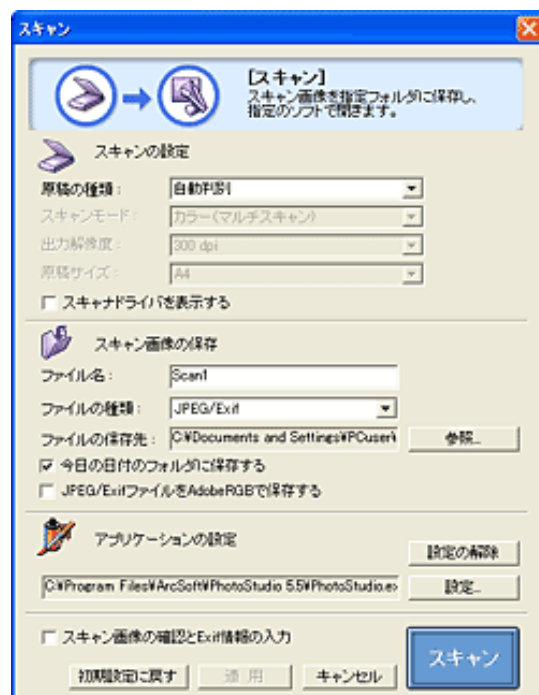 スキャン
[スキャン]
スキャン画像を指定フォルダに保存し、
指定のソフトで開きます。
スキャンの設定
原稿の種類： 自動判別
スキャンモード： カラー(マルチスキャン)
出力解像度： 300 dpi
原稿サイズ： A4
スキャナドライバを表示する
スキャン画像の保存
ファイル名： Scan1
ファイルの種類： JPEG/Exif
ファイルの保存先： C:¥Documents and Settings¥PCuser¥ 参照...
今日の日付のフォルダに保存する
JPEG/ExifファイルをAdobeRGBで保存する
アプリケーションの設定
設定の解除
C:¥Program Files¥ArcSoft¥PhotoStudio 5.5¥PhotoStudio.ex 設定...
スキャン画像の確認とExif情報の入力
初期設定に戻す 適用 キャンセル スキャン